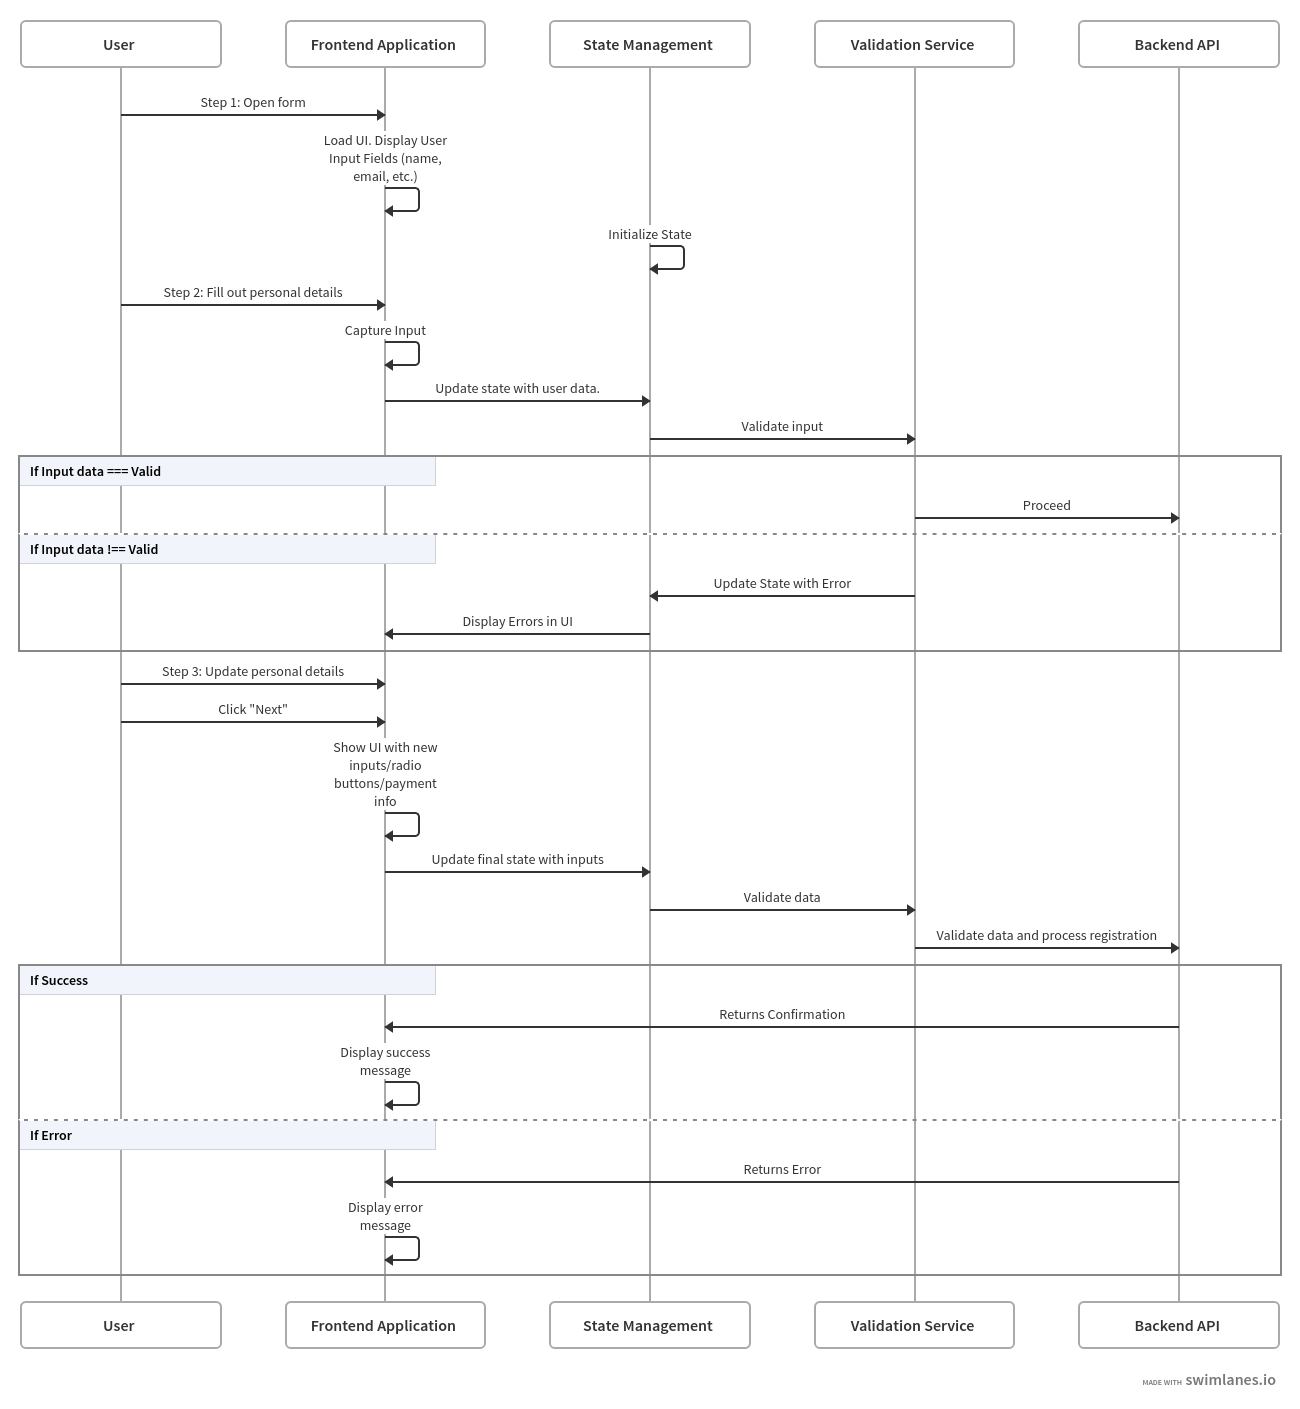 User
Frontend Application
State Management
Validation Service
Backend API
Step 1: Open form
Load UI. Display User
Input Fields (name,
email, etc.)
Initialize State
Step 2: Fill out personal details
Capture Input
Update state with user data.
Validate input
If Input data === Valid
Proceed
If Input data !== Valid
Update State with Error
Display Errors in UI
Step 3: Update personal details
Click "Next"
Show UI with new
inputs/radio
buttons/payment
info
Update final state with inputs
Validate data
Validate data and process registration
If Success
Returns Confirmation
Display success
message
If Error
Returns Error
Display error
message
User
Frontend Application
State Management
Validation Service
Backend API
MADE WITH swimlanes.io